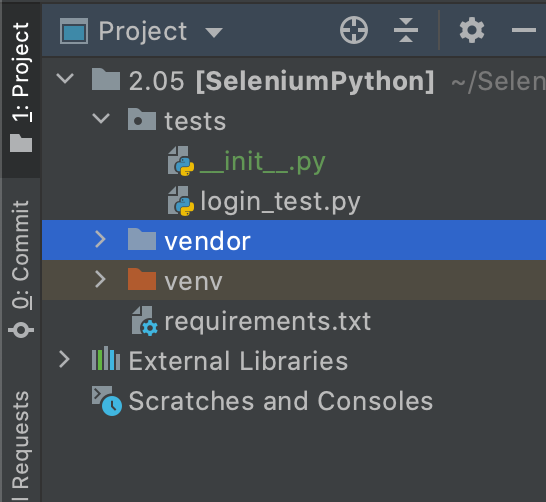 Project
2.05 [SeleniumPython] ~/Selen
tests
__init__.py
login_test.py
vendor
venv
requirements.txt
External Libraries
Scratches and Consoles
1: Project
0: Commit
Requests